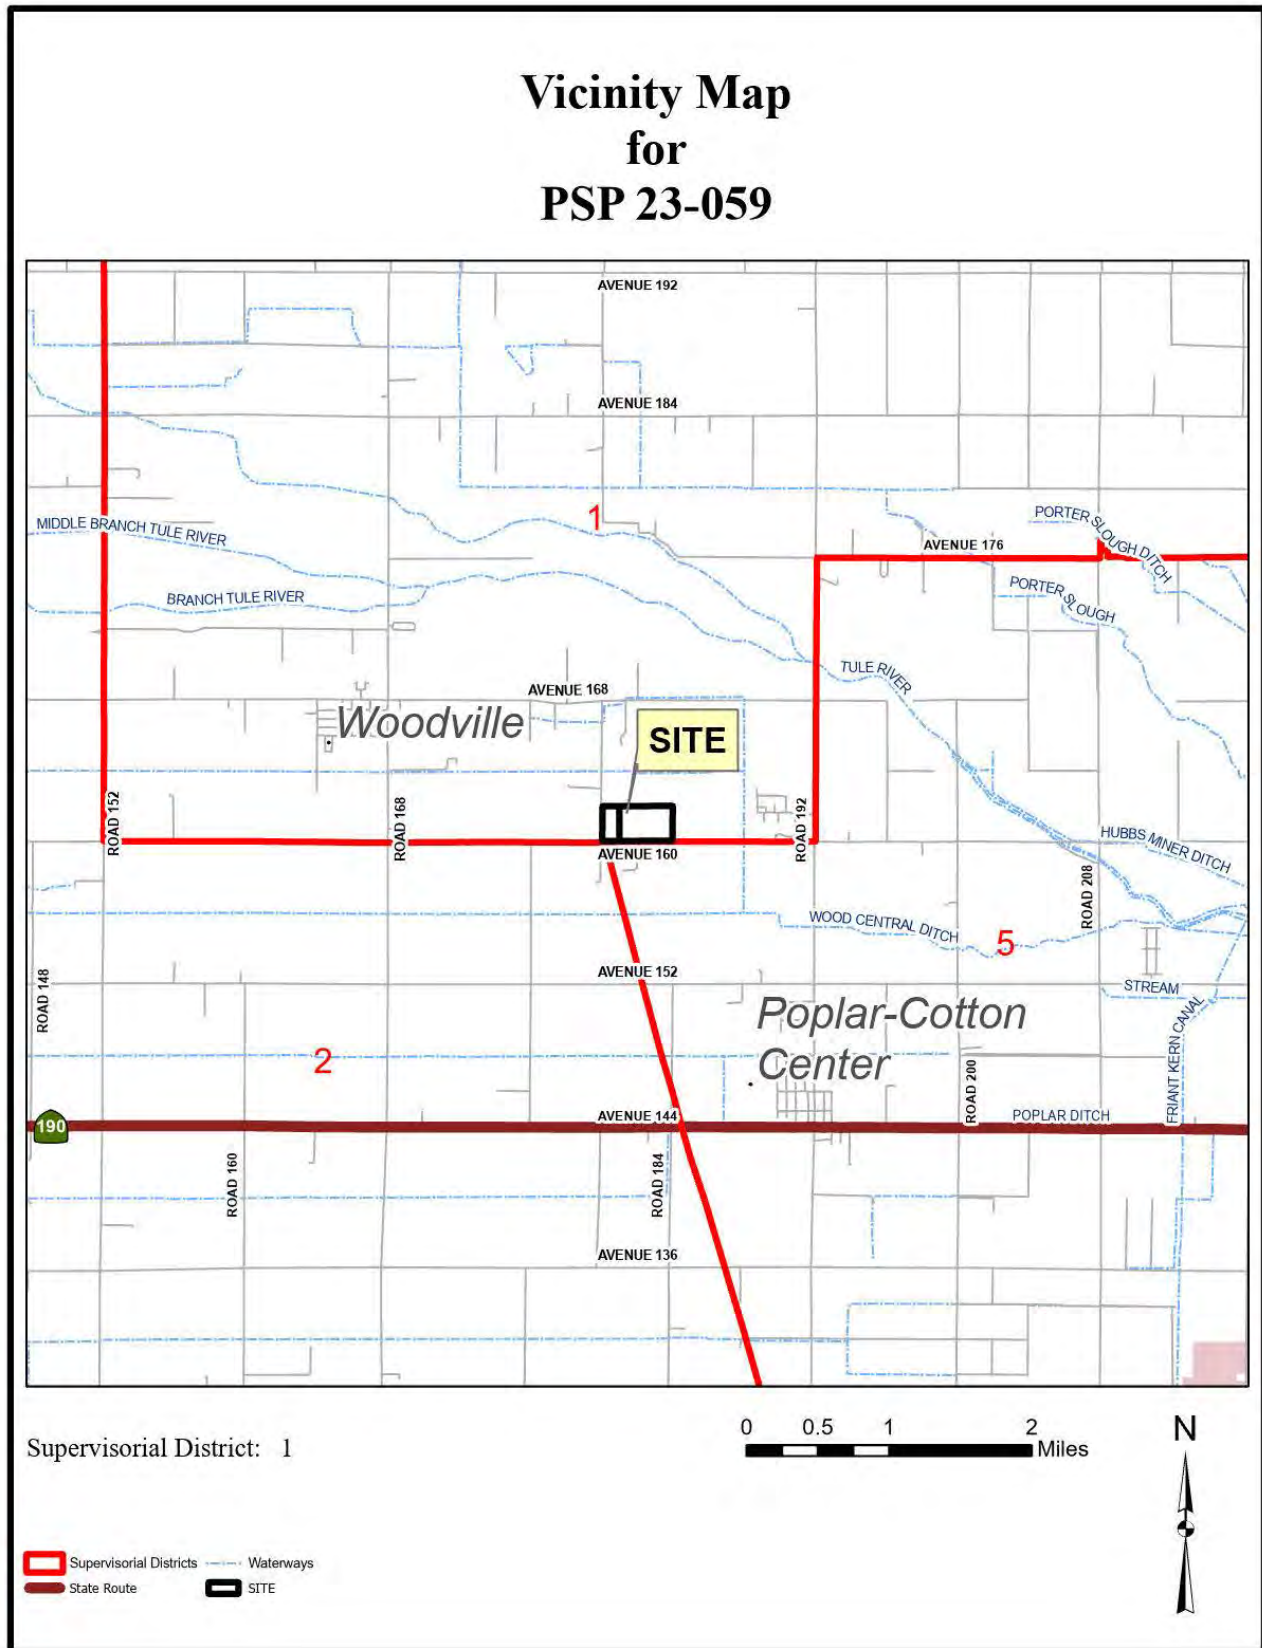 Vicinity Map
for
PSP 23-059
AVENUE 192
AVENUE 184
1
PORTER SLOUGH DITCH
MIDDLE BRANCH TULE RIVER
AVENUE 176
BRANCH TULE RIVER
PORTER SLOUGH
TULE RIVER
AVENUE 168
Woodville
SITE
ROAD 152
ROAD 168
ROAD 192
AVENUE 160
HUBBS MINER DITCH
ROAD 208
WOOD CENTRAL DITCH
5
AVENUE 152
ROAD 148
STREAM
Poplar-Cotton
Center
2
FRIANT KERN CANAL
ROAD 200
190
AVENUE 144
POPLAR DITCH
ROAD 160
ROAD 184
AVENUE 136
Supervisorial District: 1
0 0.5 1 2
Miles
N
Supervisorial Districts
Waterways
State Route
SITE